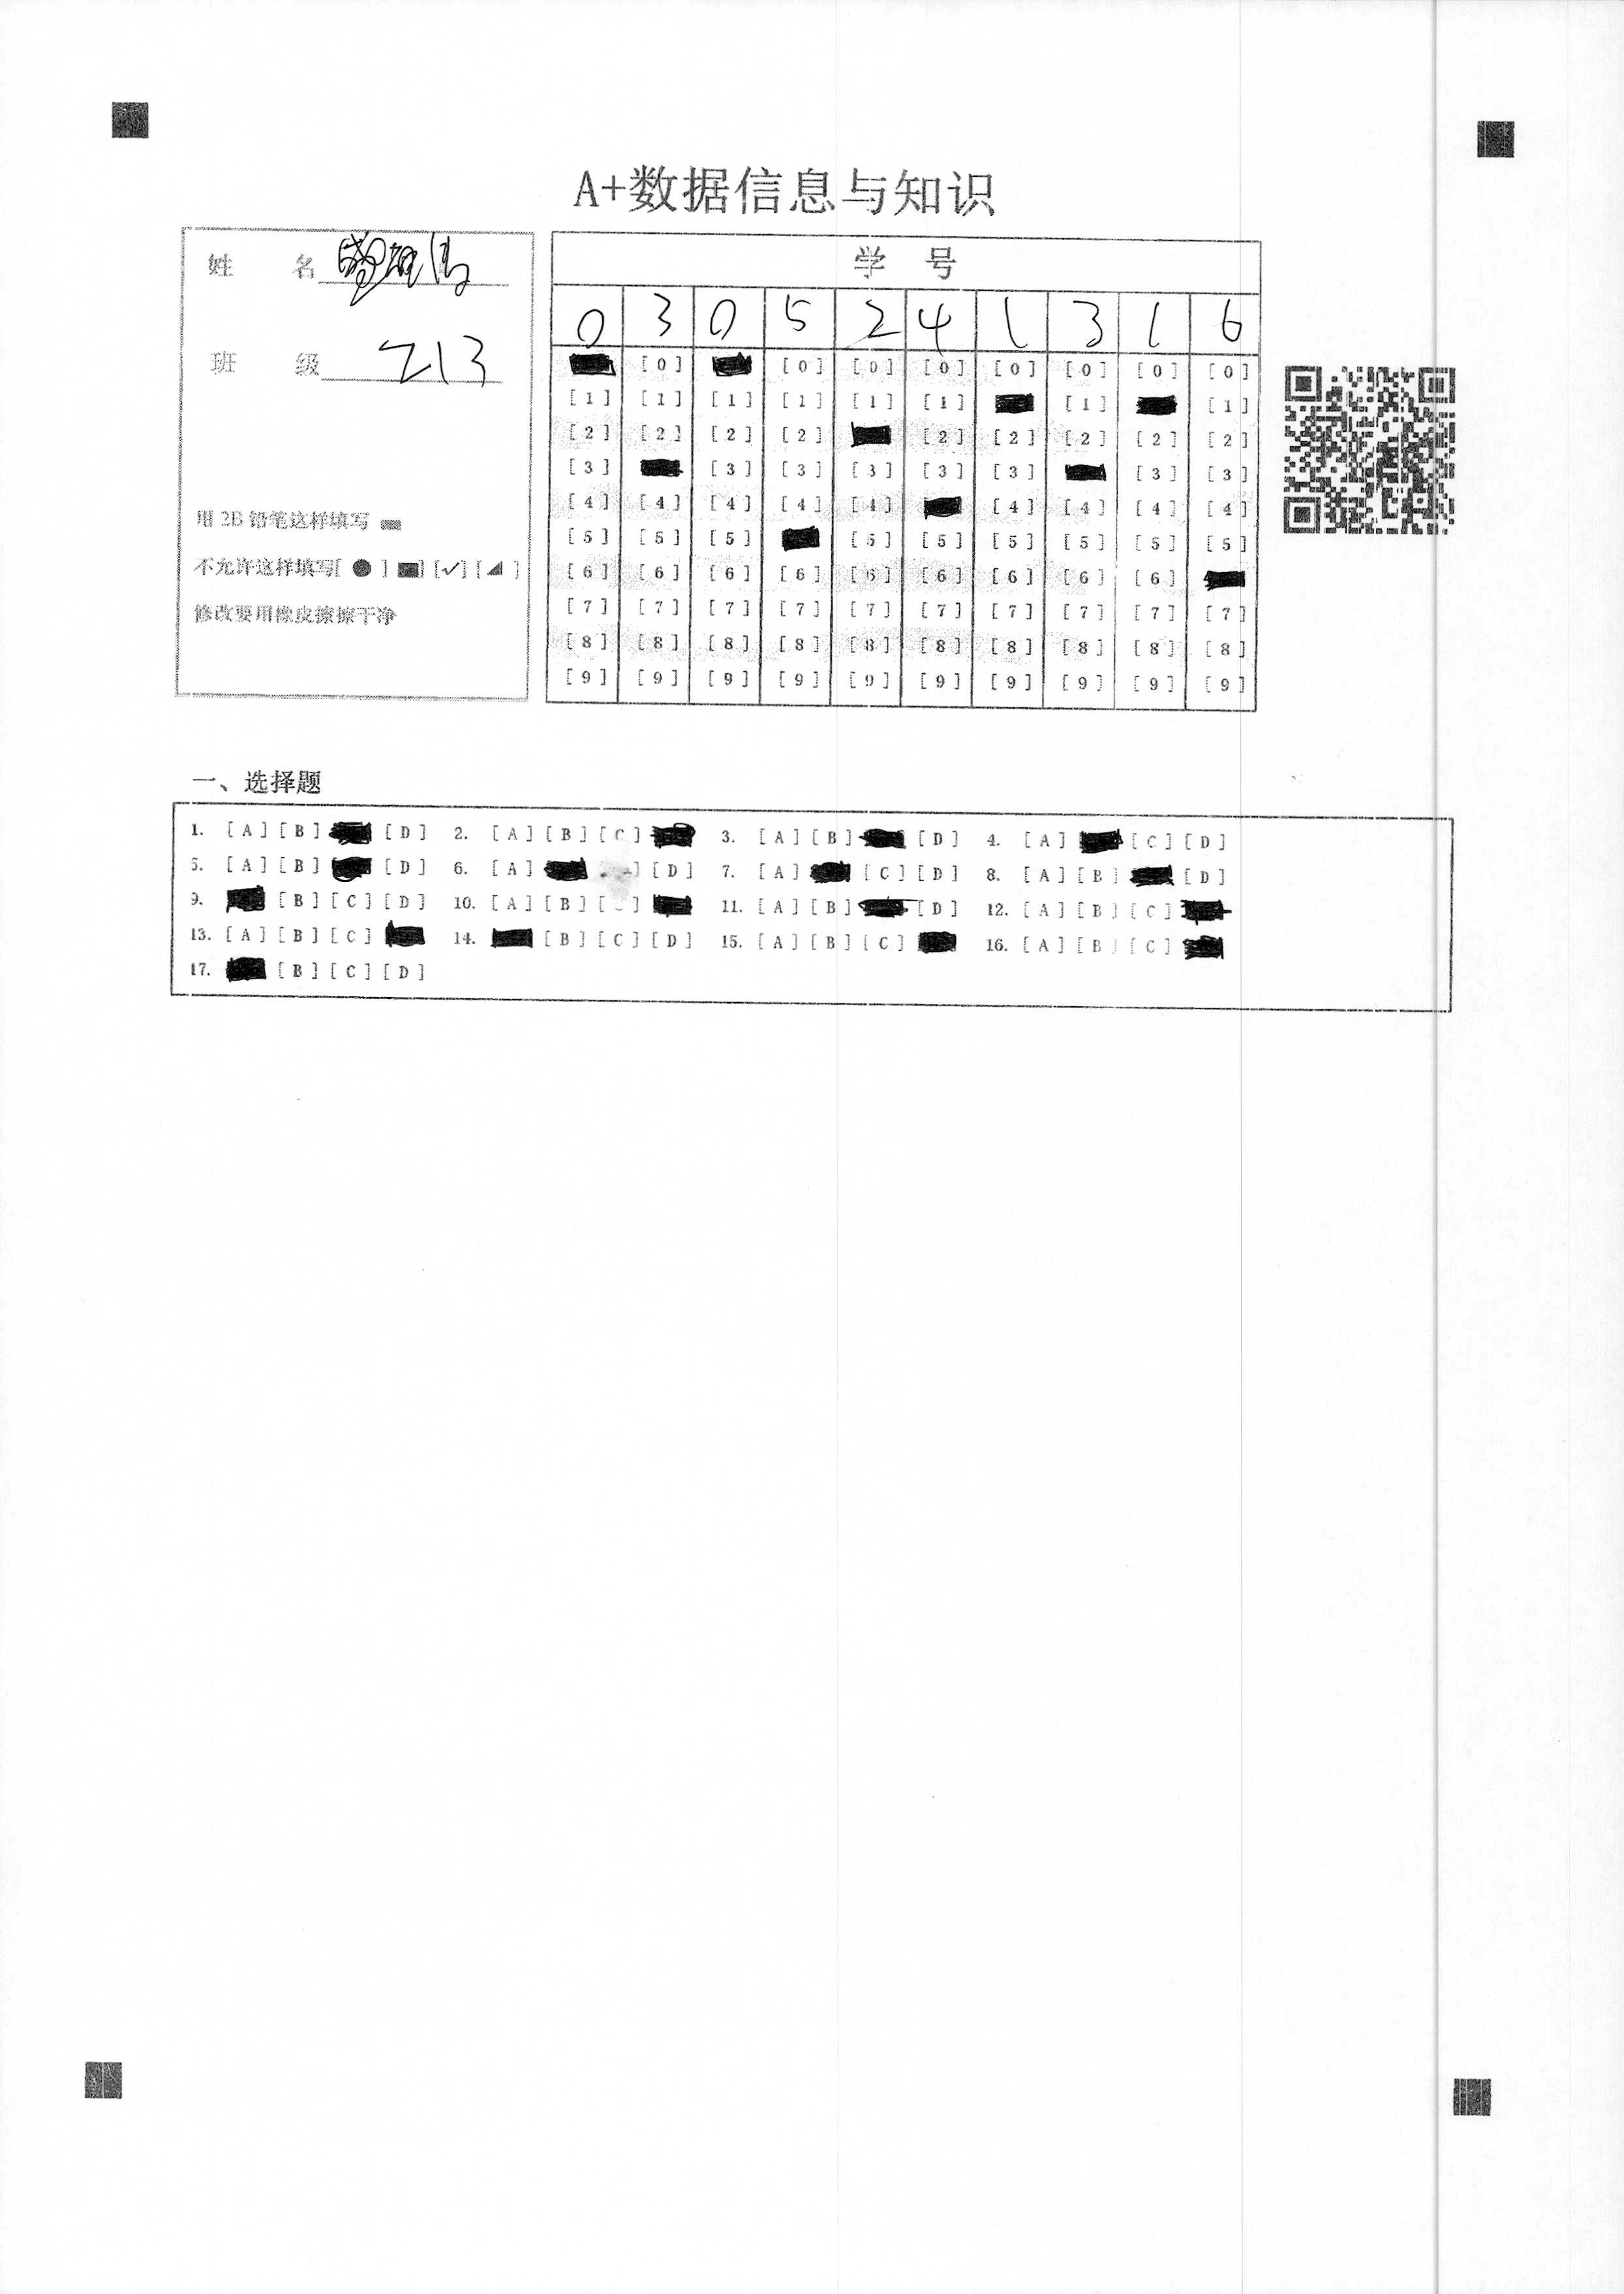 A+数据信息与知识
姓 名
班 级 213
用 2B 铅笔这样填写
不允许这样填写[ ● ] [■] [✓] [◢ ]
修改要用橡皮擦擦干净
学 号
0 3 0 5 2 4 1 3 1 6
[0] [0] [0] [0] [0] [0] [0] [0]
[1] [1] [1] [1] [1] [1] [1] [1]
[2] [2] [2] [2] [2] [2] [2] [2] [2]
[3] [3] [3] [3] [3] [3] [3] [3]
[4] [4] [4] [4] [4] [4] [4] [4] [4]
[5] [5] [5] [5] [5] [5] [5] [5] [5]
[6] [6] [6] [6] [6] [6] [6] [6] [6]
[7] [7] [7] [7] [7] [7] [7] [7] [7] [7]
[8] [8] [8] [8] [8] [8] [8] [8] [8] [8]
[9] [9] [9] [9] [9] [9] [9] [9] [9] [9]
一、选择题
1. [A] [B] [D] 2. [A] [B] [C] 3. [A] [B] [D] 4. [A] [C] [D]
5. [A] [B] [D] 6. [A] [D] 7. [A] [C] [D] 8. [A] [B] [D]
9. [B] [C] [D] 10. [A] [B] 11. [A] [B] [D] 12. [A] [B] [C]
13. [A] [B] [C] 14. [B] [C] [D] 15. [A] [B] [C] 16. [A] [B] [C]
17. [B] [C] [D]